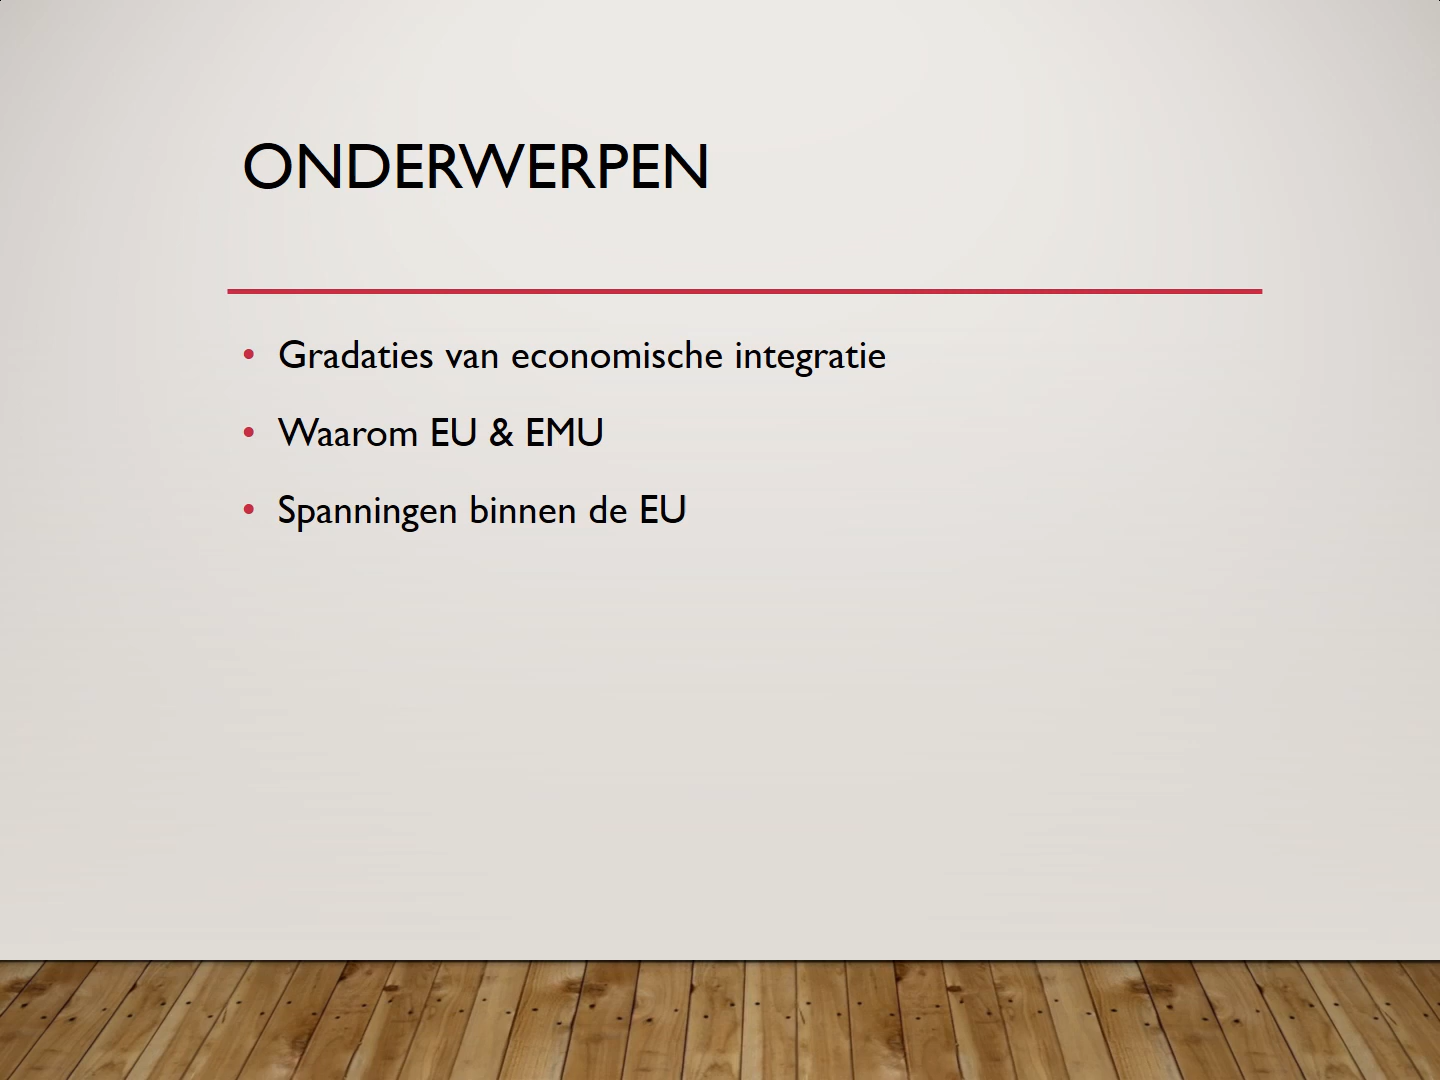 ONDERWERPEN
• Gradaties van economische integratie
• Waarom EU & EMU
• Spanningen binnen de EU